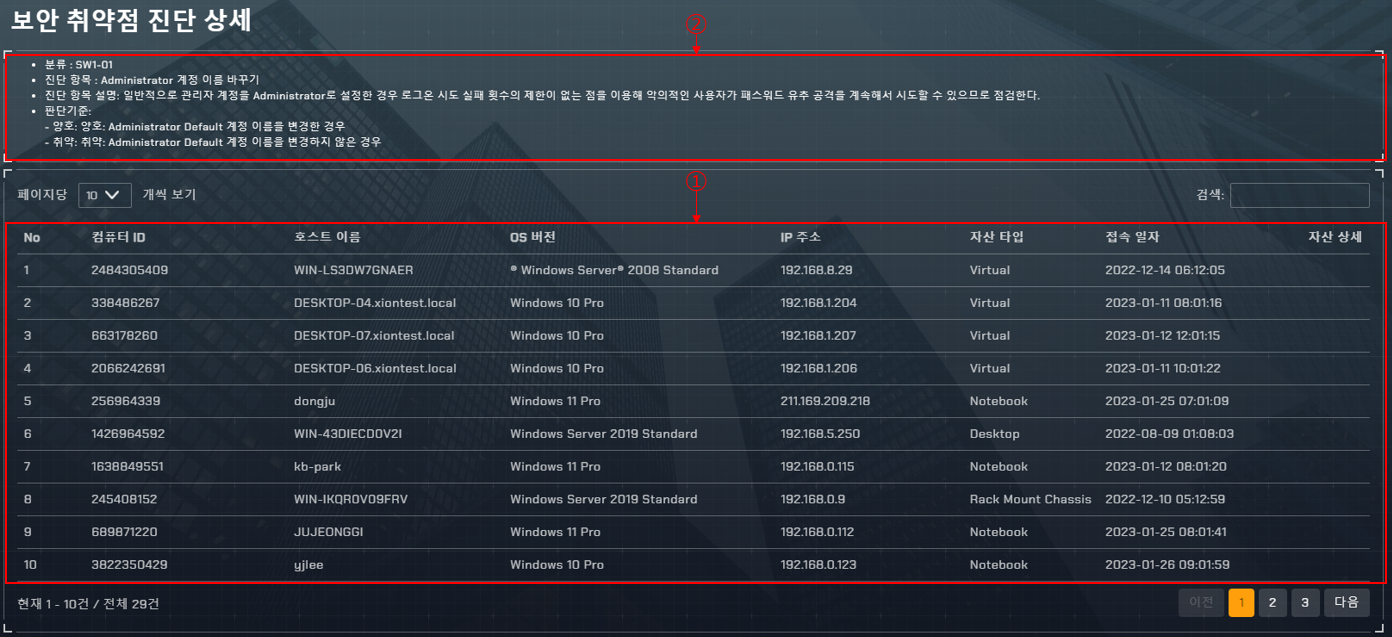 보안 취약점 진단 상세
②
• 분류 : SW1-01
• 진단 항목 : Administrator 계정 이름 바꾸기
• 진단 항목 설명: 일반적으로 관리자 계정을 Administrator로 설정한 경우 로그온 시도 실패 횟수의 제한이 없는 점을 이용해 악의적인 사용자가 패스워드 유추 공격을 계속해서 시도할 수 있으므로 점검한다.
• 판단기준:
- 양호: 양호: Administrator Default 계정 이름을 변경한 경우
- 취약: 취약: Administrator Default 계정 이름을 변경하지 않은 경우
①
페이지당 10 개씩 보기 검색:
No 컴퓨터 ID 호스트 이름 OS 버전 IP 주소 자산 타입 접속 일자 자산 상세
1 2484305409 WIN-LS3DW7GNAER ® Windows Server® 2008 Standard 192.168.8.29 Virtual 2022-12-14 06:12:05
2 338486267 DESKTOP-04.xiontest.local Windows 10 Pro 192.168.1.204 Virtual 2023-01-11 08:01:16
3 663178260 DESKTOP-07.xiontest.local Windows 10 Pro 192.168.1.207 Virtual 2023-01-12 12:01:15
4 2066242691 DESKTOP-06.xiontest.local Windows 10 Pro 192.168.1.206 Virtual 2023-01-11 10:01:22
5 256964339 dongju Windows 11 Pro 211.169.209.218 Notebook 2023-01-25 07:01:09
6 1426964592 WIN-43DIECD0V2I Windows Server 2019 Standard 192.168.5.250 Desktop 2022-08-09 01:08:03
7 1638849551 kb-park Windows 11 Pro 192.168.0.115 Notebook 2023-01-12 08:01:20
8 245408152 WIN-IKQR0V09FRV Windows Server 2019 Standard 192.168.0.9 Rack Mount Chassis 2022-12-10 05:12:59
9 689871220 JUJEONGGI Windows 11 Pro 192.168.0.112 Notebook 2023-01-25 08:01:41
10 3822350429 yjlee Windows 10 Pro 192.168.0.123 Notebook 2023-01-26 09:01:59
현재 1 - 10건 / 전체 29건 이전 1 2 3 다음